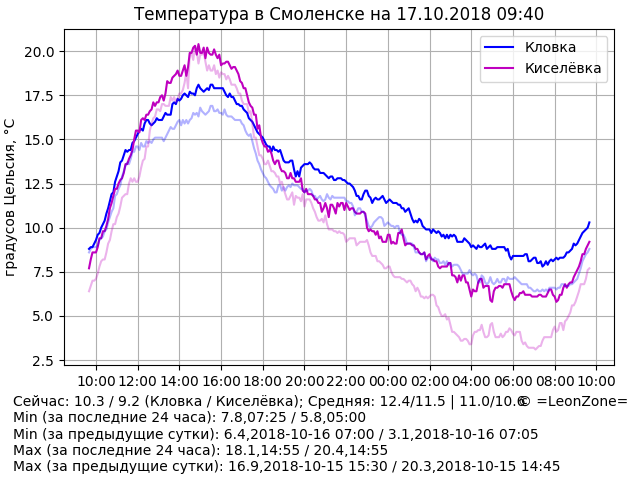 Температура в Смоленске на 17.10.2018 09:40
градусов Цельсия, °C
20.0
17.5
15.0
12.5
10.0
7.5
5.0
2.5
Кловка
Киселёвка
10:00 12:00 14:00 16:00 18:00 20:00 22:00 00:00 02:00 04:00 06:00 08:00 10:00
Сейчас: 10.3 / 9.2 (Кловка / Киселёвка); Средняя: 12.4/11.5 | 11.0/10.6 © =LeonZone=
Min (за последние 24 часа): 7.8,07:25 / 5.8,05:00
Min (за предыдущие сутки): 6.4,2018-10-16 07:00 / 3.1,2018-10-16 07:05
Max (за последние 24 часа): 18.1,14:55 / 20.4,14:55
Max (за предыдущие сутки): 16.9,2018-10-15 15:30 / 20.3,2018-10-15 14:45